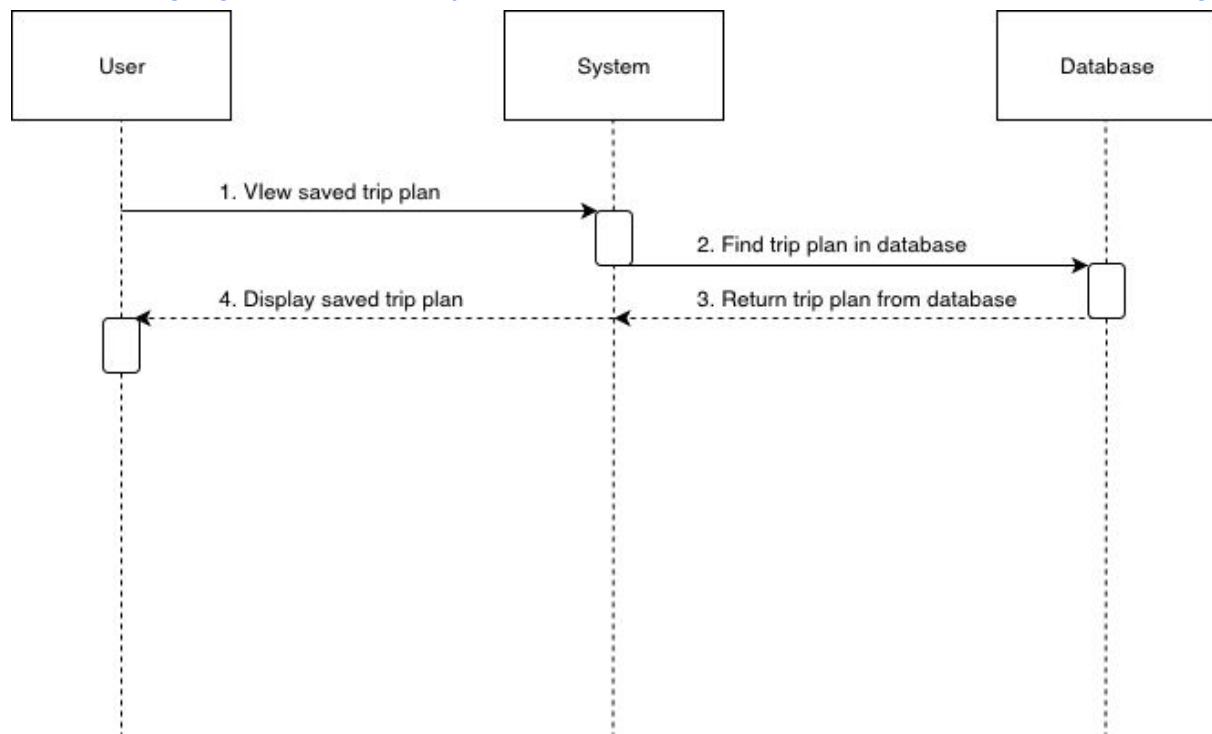 User
System
Database
1. VIew saved trip plan
2. Find trip plan in database
4. Display saved trip plan
3. Return trip plan from database